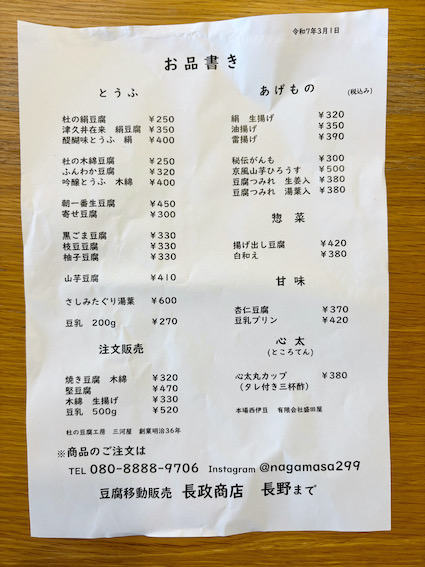 令和7年3月1日
お品書き
とうふ
杜の絹豆腐 ¥250
津久井在来 絹豆腐 ¥350
醍醐味とうふ 絹 ¥400
杜の木綿豆腐 ¥250
ふんわか豆腐 ¥320
吟醸とうふ 木綿 ¥400
朝一番生豆腐 ¥450
寄せ豆腐 ¥300
黒ごま豆腐 ¥330
枝豆豆腐 ¥330
柚子豆腐 ¥330
山芋豆腐 ¥410
さしみたぐり湯葉 ¥600
豆乳 200g ¥270
注文販売
焼き豆腐 木綿 ¥320
堅豆腐 ¥470
木綿 生揚げ ¥330
豆乳 500g ¥520
杜の豆腐工房 三河屋 創業明治36年
あげもの (税込み)
絹 生揚げ ¥320
油揚げ ¥350
雷揚げ ¥390
秘伝がんも ¥300
京風山芋ひろうす ¥500
豆腐つみれ 生姜入 ¥380
豆腐つみれ 湯葉入 ¥380
惣菜
揚げ出し豆腐 ¥420
白和え ¥380
甘味
杏仁豆腐 ¥370
豆乳プリン ¥420
心太
(ところてん)
心太丸カップ ¥380
(タレ付き三杯酢)
本場西伊豆 有限会社盛田屋
※商品のご注文は
TEL 080-8888-9706 Instagram @nagamasa299
豆腐移動販売 長政商店 長野まで